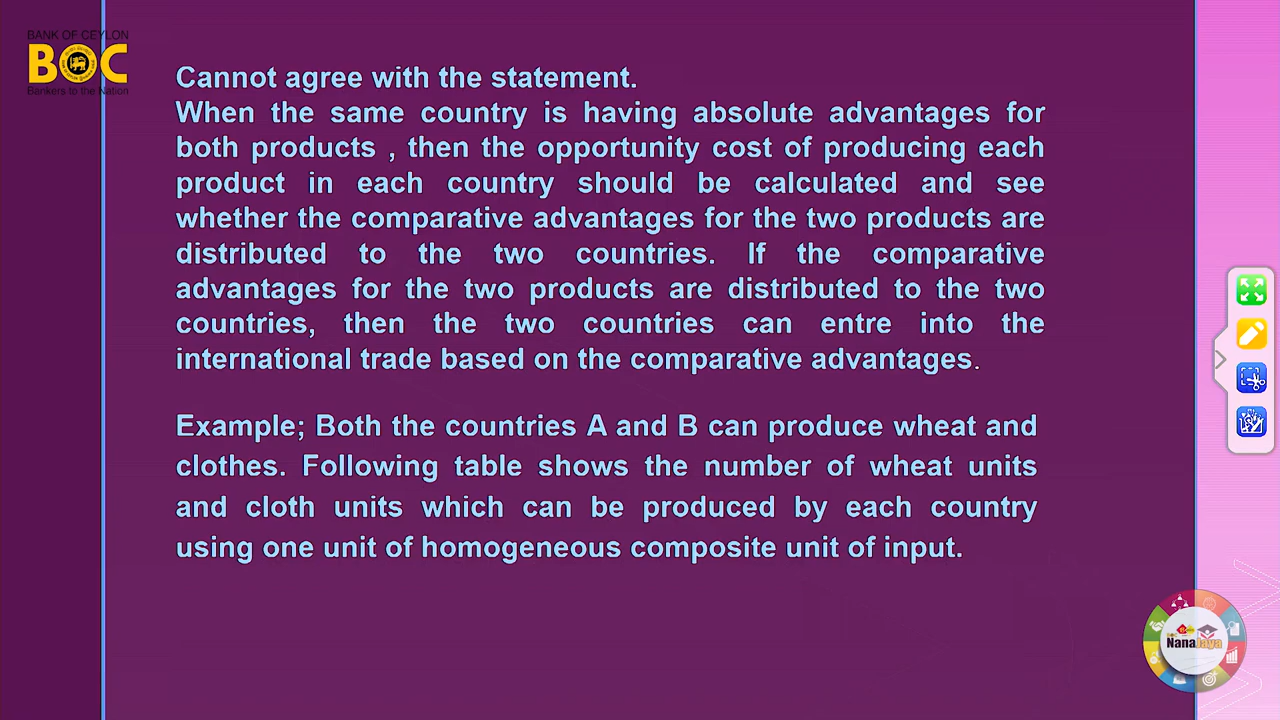 BANK OF CEYLON
BOC
Bankers to the Nation
Cannot agree with the statement.
When the same country is having absolute advantages for
both products , then the opportunity cost of producing each
product in each country should be calculated and see
whether the comparative advantages for the two products are
distributed to the two countries. If the comparative
advantages for the two products are distributed to the two
countries, then the two countries can entre into the
international trade based on the comparative advantages.
Example; Both the countries A and B can produce wheat and
clothes. Following table shows the number of wheat units
and cloth units which can be produced by each country
using one unit of homogeneous composite unit of input.
NanaJaya